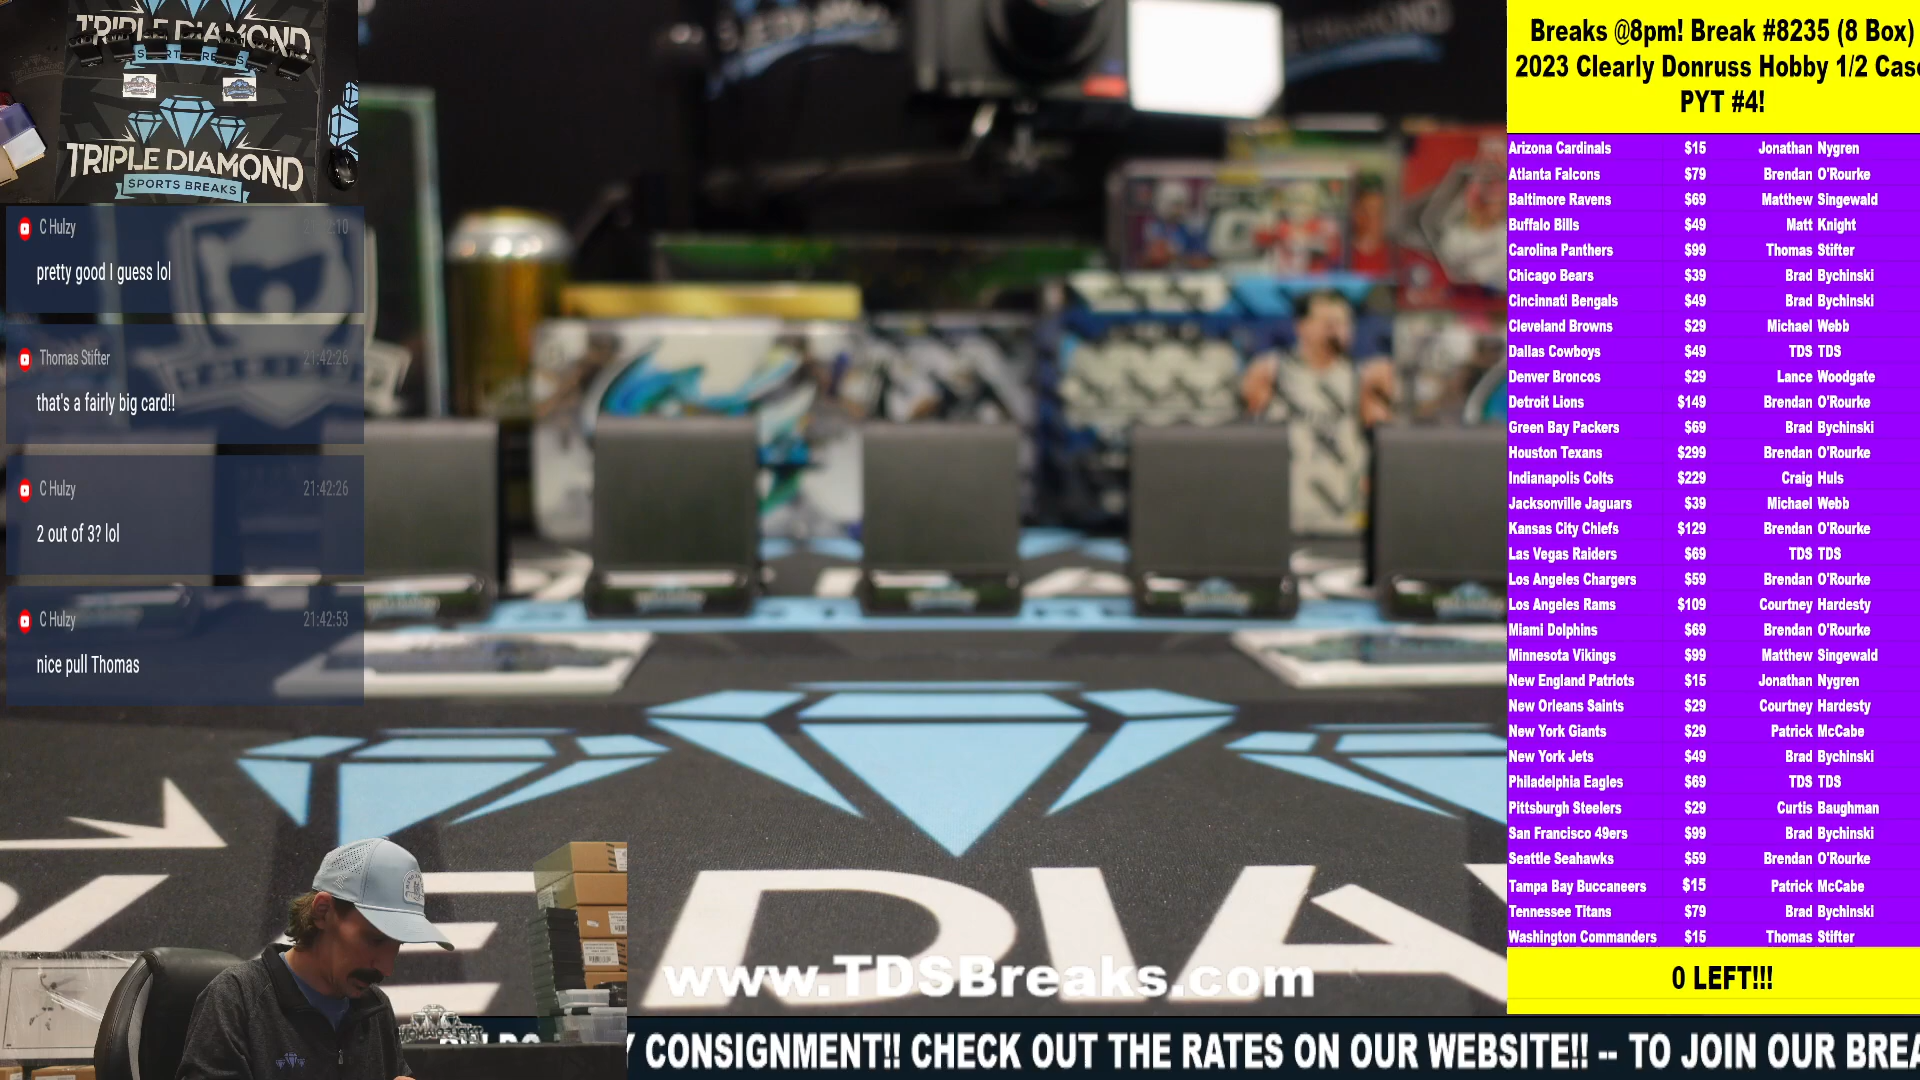 TRIPLE DIAMOND
SPORTS BREAKS
TRIPLE DIAMOND
SPORTS BREAKS
C Hulzy
pretty good I guess lol
Thomas Stifter 21:42:26
that's a fairly big card!!
C Hulzy 21:42:26
2 out of 3? lol
C Hulzy 21:42:53
nice pull Thomas
Breaks @8pm! Break #8235 (8 Box)
2023 Clearly Donruss Hobby 1/2 Case
PYT #4!
Arizona Cardinals $15 Jonathan Nygren
Atlanta Falcons $79 Brendan O'Rourke
Baltimore Ravens $69 Matthew Singewald
Buffalo Bills $49 Matt Knight
Carolina Panthers $99 Thomas Stifter
Chicago Bears $39 Brad Bychinski
Cincinnati Bengals $49 Brad Bychinski
Cleveland Browns $29 Michael Webb
Dallas Cowboys $49 TDS TDS
Denver Broncos $29 Lance Woodgate
Detroit Lions $149 Brendan O'Rourke
Green Bay Packers $69 Brad Bychinski
Houston Texans $299 Brendan O'Rourke
Indianapolis Colts $229 Craig Huls
Jacksonville Jaguars $39 Michael Webb
Kansas City Chiefs $129 Brendan O'Rourke
Las Vegas Raiders $69 TDS TDS
Los Angeles Chargers $59 Brendan O'Rourke
Los Angeles Rams $109 Courtney Hardesty
Miami Dolphins $69 Brendan O'Rourke
Minnesota Vikings $99 Matthew Singewald
New England Patriots $15 Jonathan Nygren
New Orleans Saints $29 Courtney Hardesty
New York Giants $29 Patrick McCabe
New York Jets $49 Brad Bychinski
Philadelphia Eagles $69 TDS TDS
Pittsburgh Steelers $29 Curtis Baughman
San Francisco 49ers $99 Brad Bychinski
Seattle Seahawks $59 Brendan O'Rourke
Tampa Bay Buccaneers $15 Patrick McCabe
Tennessee Titans $79 Brad Bychinski
Washington Commanders $15 Thomas Stifter
0 LEFT!!!
www.TDSBreaks.com
Y CONSIGNMENT!! CHECK OUT THE RATES ON OUR WEBSITE!! -- TO JOIN OUR BREA